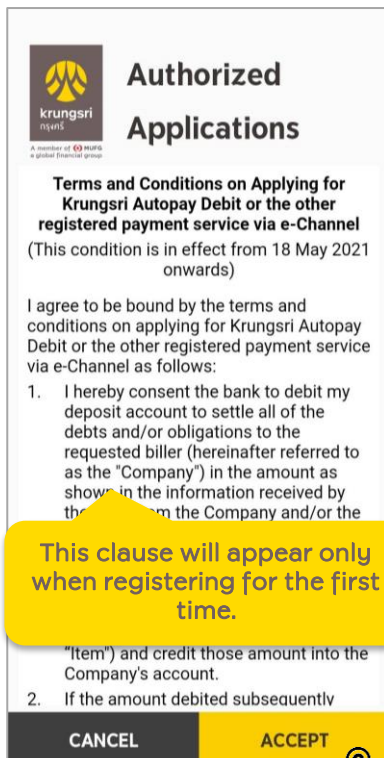 krungsri
กรุงศรี
A member of MUFG
a global financial group
Authorized
Applications
Terms and Conditions on Applying for
Krungsri Autopay Debit or the other
registered payment service via e-Channel
(This condition is in effect from 18 May 2021
onwards)
I agree to be bound by the terms and
conditions on applying for Krungsri Autopay
Debit or the other registered payment service
via e-Channel as follows:
1. I hereby consent the bank to debit my
deposit account to settle all of the
debts and/or obligations to the
requested biller (hereinafter referred to
as the "Company") in the amount as
shown in the information received by
the Company and/or the
This clause will appear only
when registering for the first
time.
"Item") and credit those amount into the
Company's account.
2. If the amount debited subsequently
CANCEL
ACCEPT